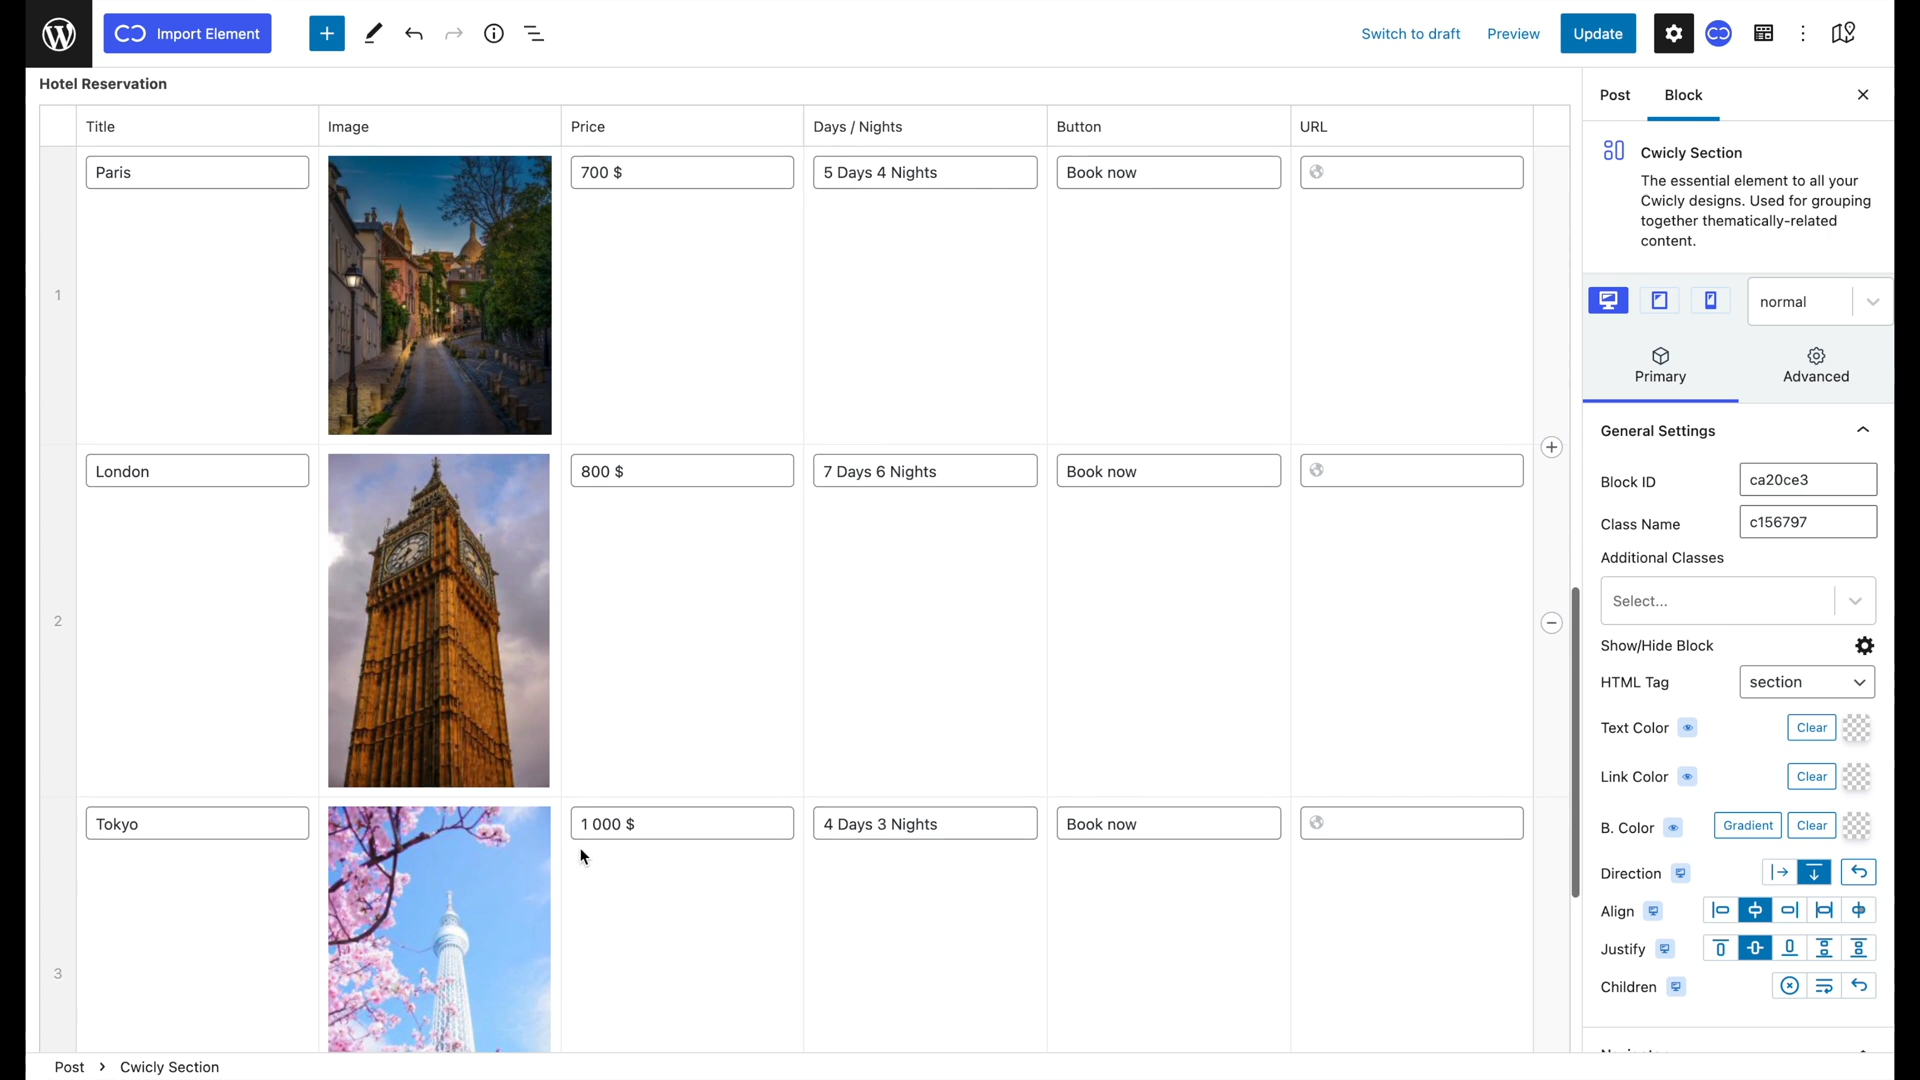 Import Element
Switch to draft
Preview
Update
Hotel Reservation
Title Image Price Days / Nights Button URL
1
Paris
700 $
5 Days 4 Nights
Book now
2
London
800 $
7 Days 6 Nights
Book now
3
Tokyo
1 000 $
4 Days 3 Nights
Book now
Post > Cwicly Section
Post Block
Cwicly Section
The essential element to all your
Cwicly designs. Used for grouping
together thematically-related
content.
normal
Primary
Advanced
General Settings
Block ID ca20ce3
Class Name c156797
Additional Classes
Select...
Show/Hide Block
HTML Tag section
Text Color Clear
Link Color Clear
B. Color Gradient Clear
Direction
Align
Justify
Children